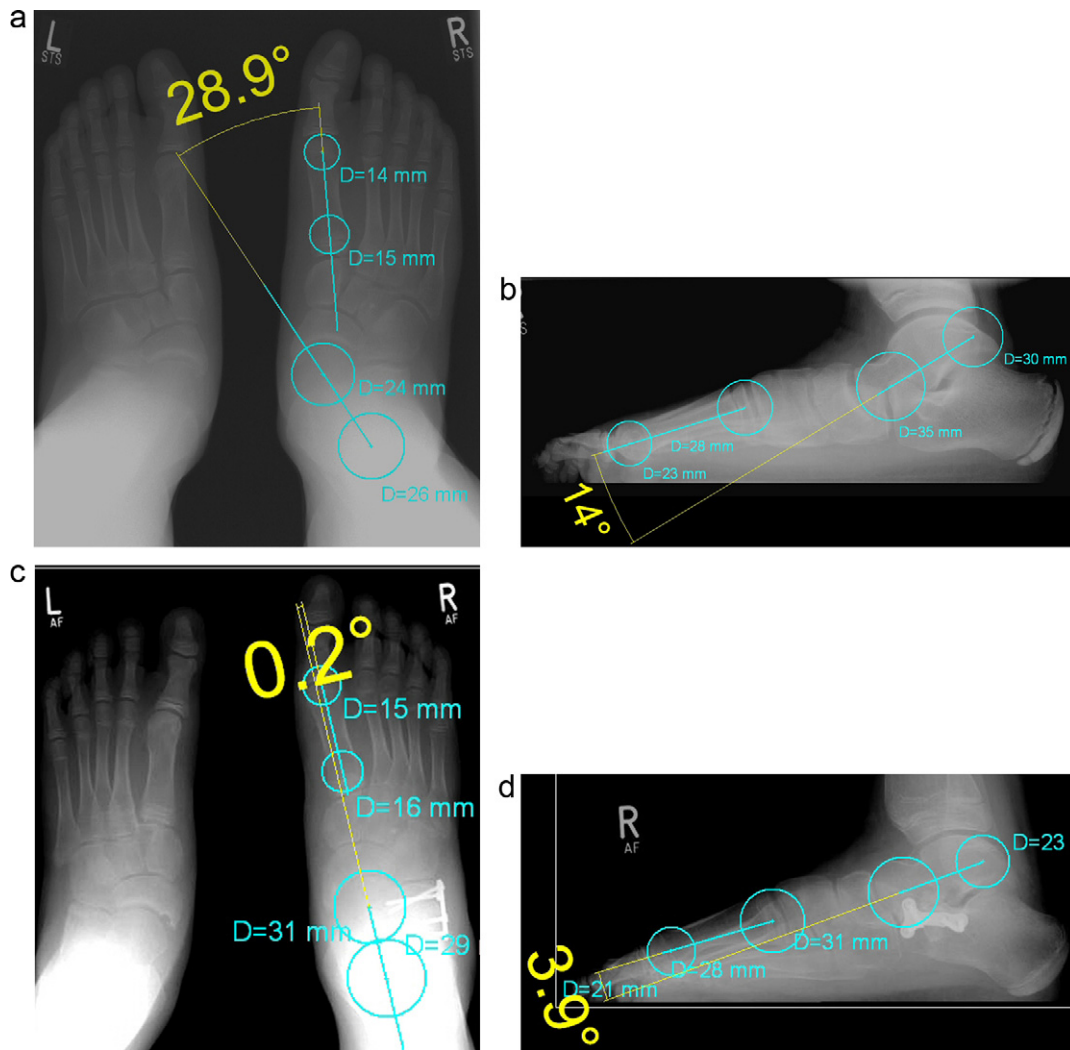 a
L
STS
R
STS
28.9°
D=14 mm
D=15 mm
D=24 mm
D=26 mm
b
STS
D=30 mm
D=28 mm
D=35 mm
D=23 mm
14°
c
L
AF
R
AF
0.2°
D=15 mm
D=16 mm
D=31 mm
D=29
d
R
AF
D=23
D=31 mm
D=28 mm
D=21 mm
3.9°